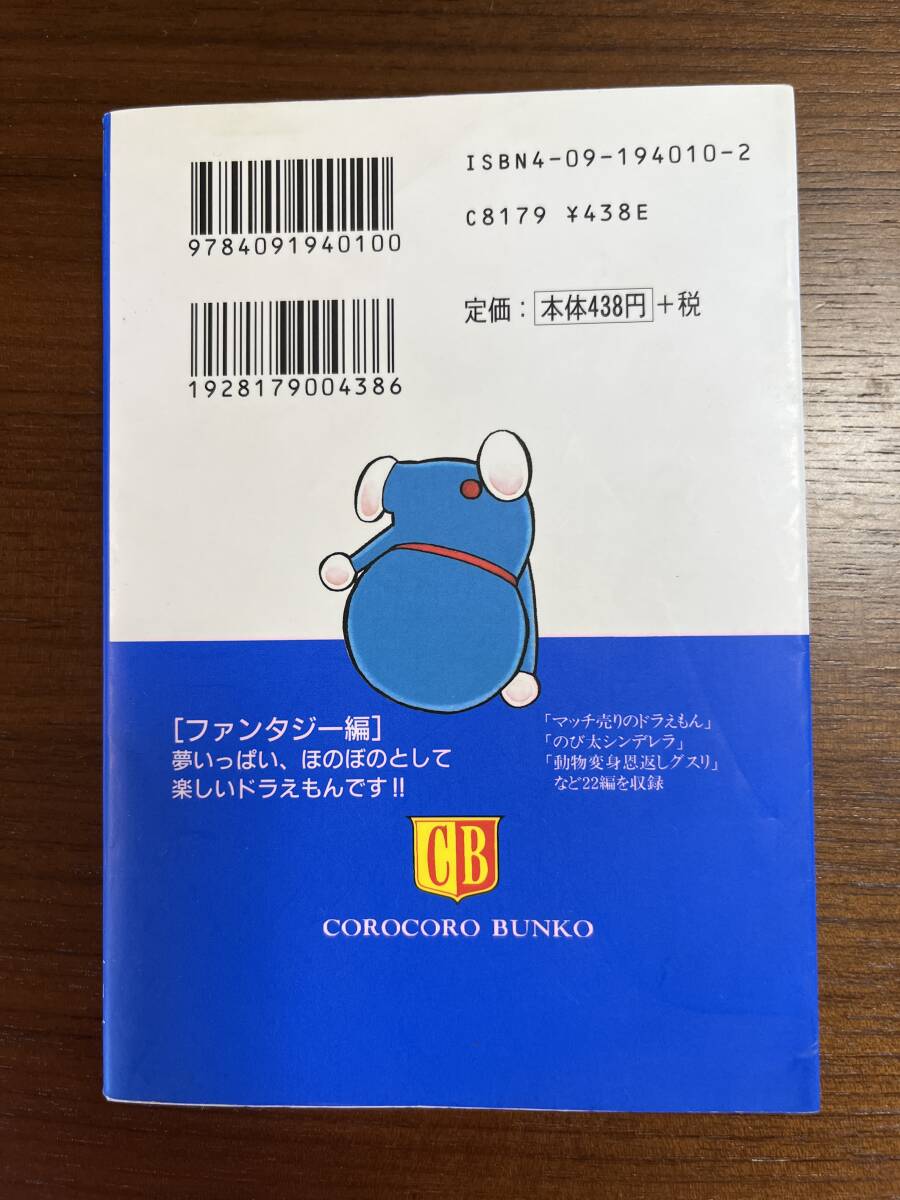 ISBN4-09-194010-2
C8179 ¥438E
9784091940100
定価：本体438円＋税
1928179004386
［ファンタジー編］
夢いっぱい、ほのぼのとして
楽しいドラえもんです!!
「マッチ売りのドラえもん」
「のび太シンデレラ」
「動物変身恩返しグスリ」
など22編を収録
CB
COROCORO BUNKO